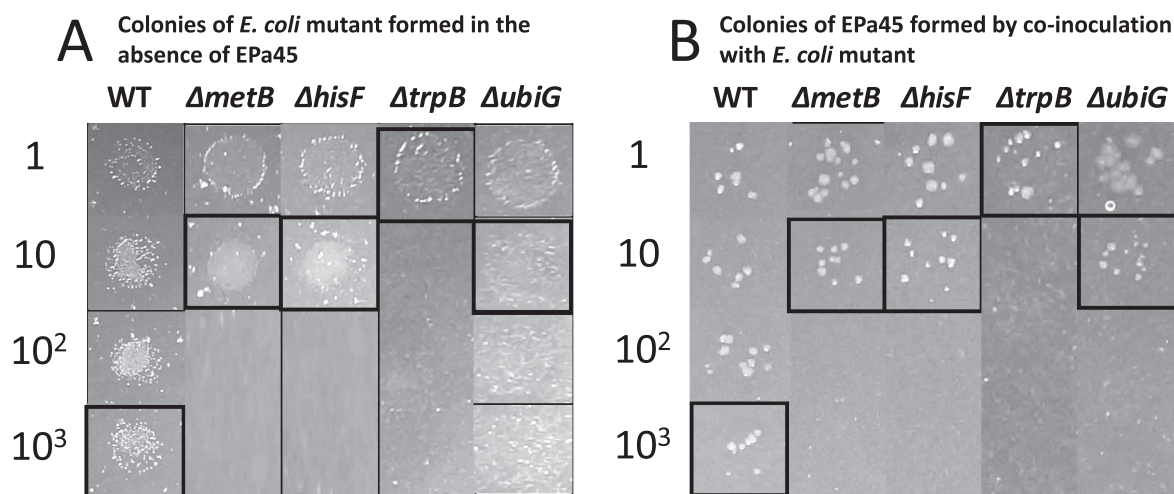 A Colonies of E. coli mutant formed in the
absence of EPa45
WT ΔmetB ΔhisF ΔtrpB ΔubiG
1
10
10²
10³
B Colonies of EPa45 formed by co-inoculation
with E. coli mutant
WT ΔmetB ΔhisF ΔtrpB ΔubiG
1
10
10²
10³